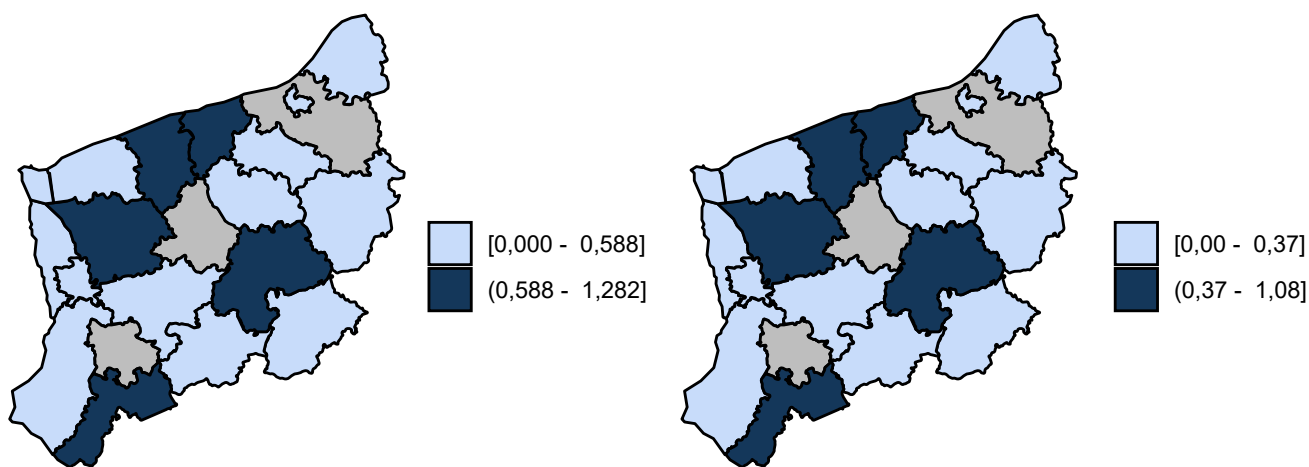 [0,000 - 0,588]
(0,588 - 1,282]
[0,00 - 0,37]
(0,37 - 1,08]